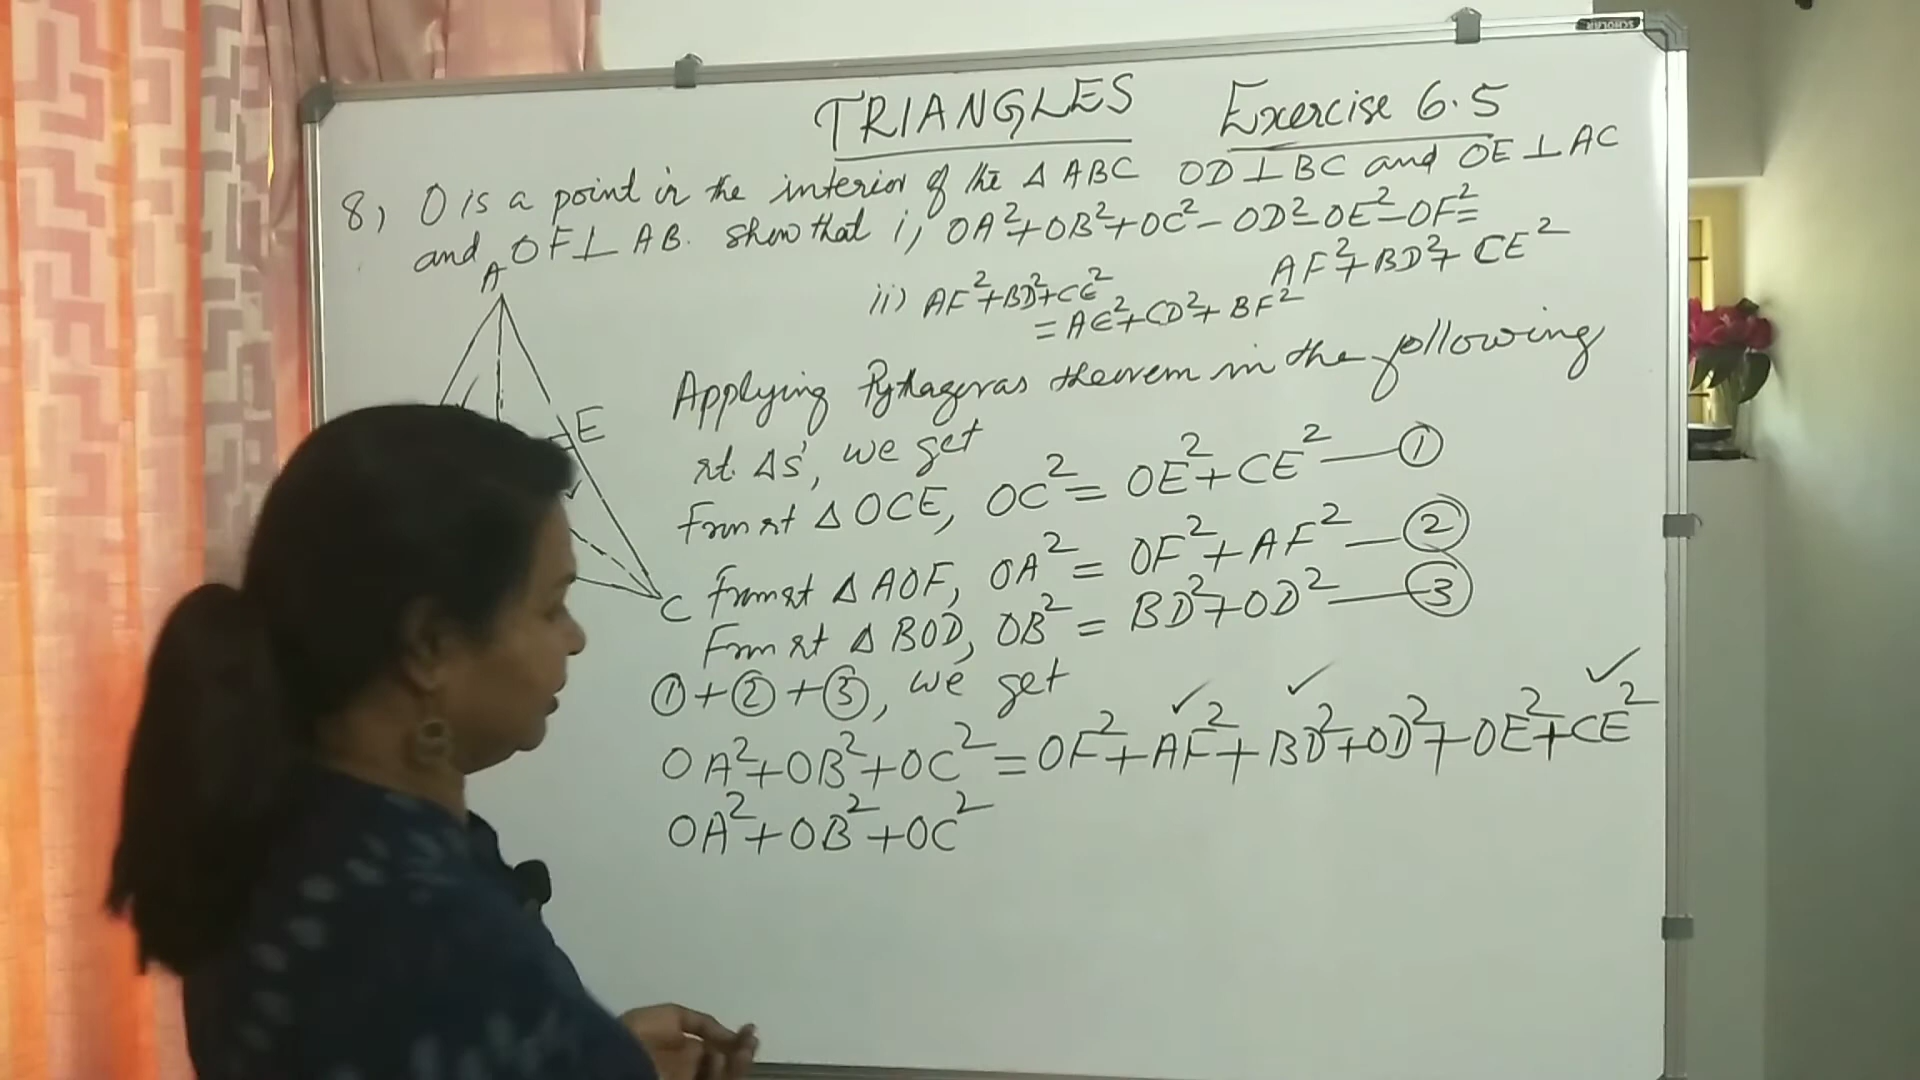 SCHOLAR
TRIANGLES Exercise 6.5
8) O is a point in the interior of the Δ ABC OD ⊥ BC and OE ⊥ AC
and OF ⊥ AB. show that i) OA²+OB²+OC²-OD²-OE²-OF²=
AF²+BD²+CE²
ii) AF²+BD²+CE²
=AE²+CD²+BF²
A
E
C
Applying Pythagoras theorem in the following
rt. Δs', we get
From rt Δ OCE, OC² = OE²+CE² — ①
From rt Δ AOF, OA² = OF²+AF² — ②
From rt Δ BOD, OB² = BD²+OD² — ③
①+②+③, we get
OA²+OB²+OC² = OF²+AF²+BD²+OD²+OE²+CE²
OA²+OB²+OC²